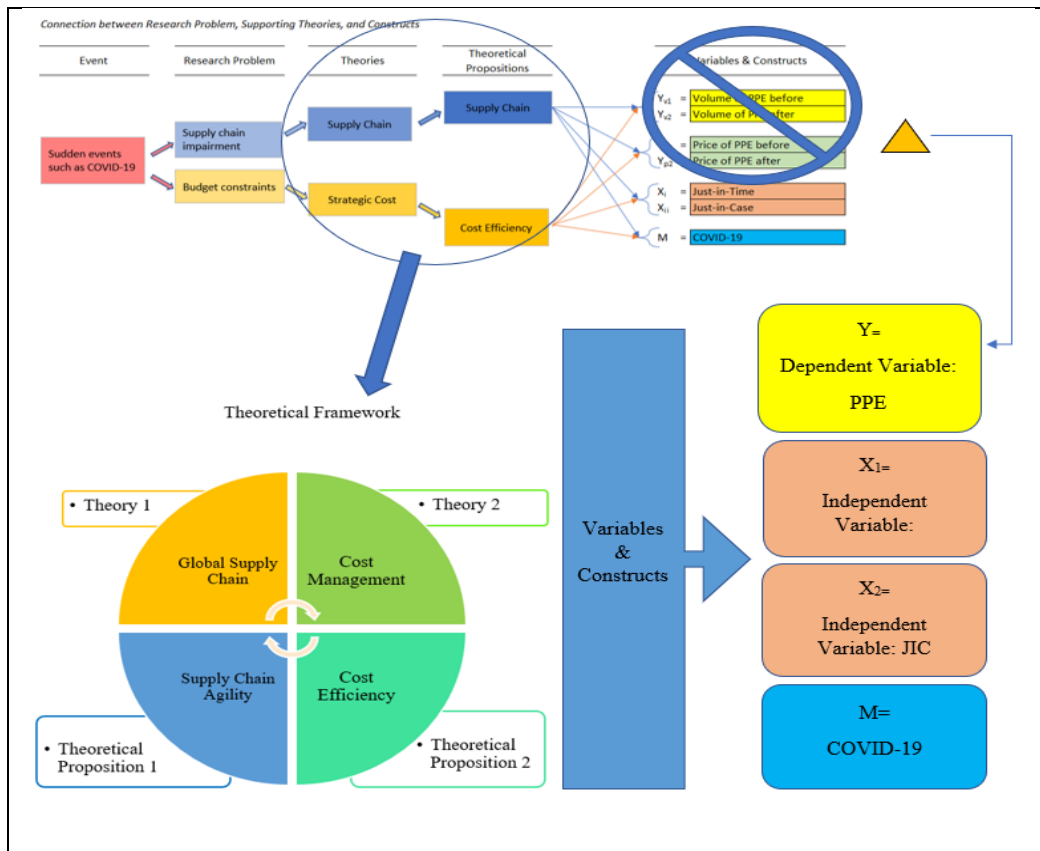 Connection between Research Problem, Supporting Theories, and Constructs
Event
Research Problem
Theories
Theoretical
Propositions
Variables & Constructs
Sudden events
such as COVID-19
Supply chain
impairment
Budget constraints
Supply Chain
Strategic Cost
Supply Chain
Cost Efficiency
Yv1 = Volume of PPE before
Yv2 = Volume of PPE after
= Price of PPE before
Yp2 = Price of PPE after
Xi = Just-in-Time
Xii = Just-in-Case
M = COVID-19
Theoretical Framework
• Theory 1
• Theory 2
Global Supply
Chain
Cost
Management
Supply Chain
Agility
Cost
Efficiency
• Theoretical
Proposition 1
• Theoretical
Proposition 2
Variables
&
Constructs
Y=
Dependent Variable:
PPE
X1=
Independent
Variable:
X2=
Independent
Variable: JIC
M=
COVID-19